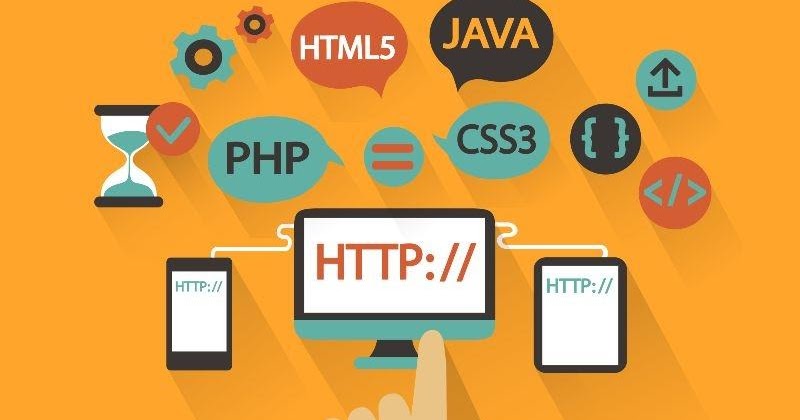 HTML5
JAVA
PHP
=
CSS3
{ }
</>
HTTP://
HTTP://
HTTP://